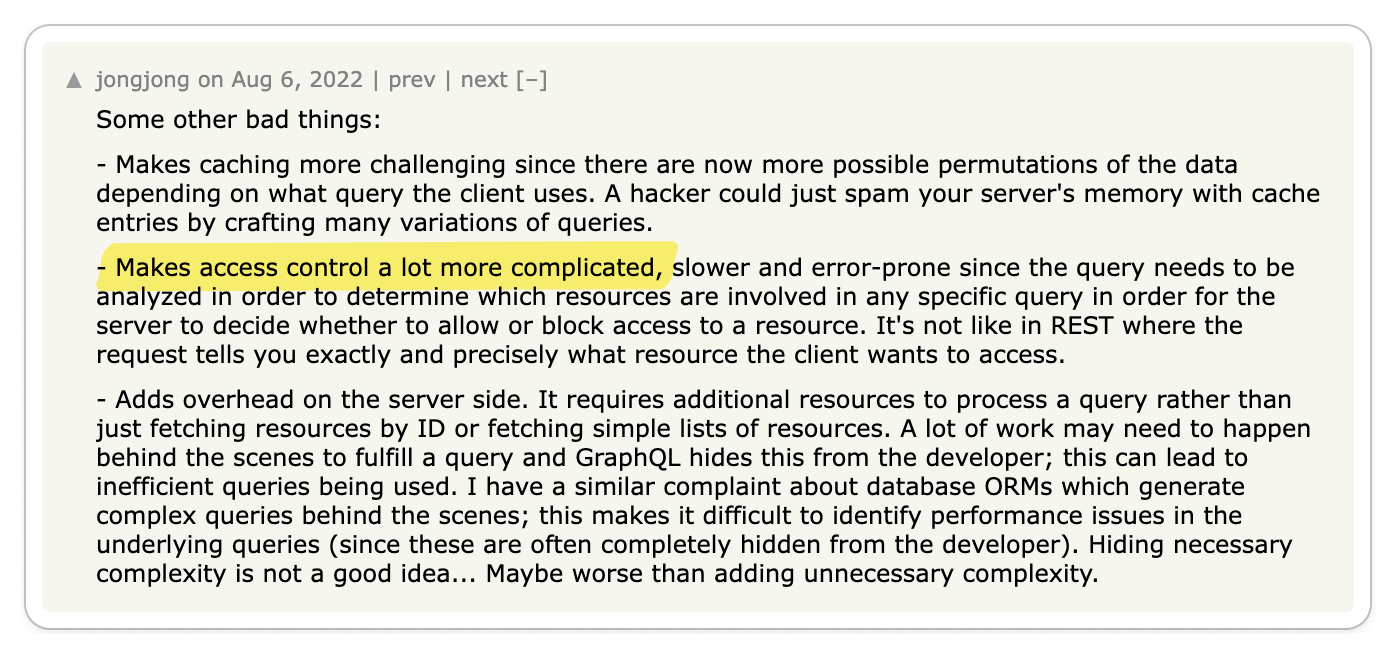 ▲ jongjong on Aug 6, 2022 | prev | next [–]
Some other bad things:
- Makes caching more challenging since there are now more possible permutations of the data
depending on what query the client uses. A hacker could just spam your server's memory with cache
entries by crafting many variations of queries.
- Makes access control a lot more complicated, slower and error-prone since the query needs to be
analyzed in order to determine which resources are involved in any specific query in order for the
server to decide whether to allow or block access to a resource. It's not like in REST where the
request tells you exactly and precisely what resource the client wants to access.
- Adds overhead on the server side. It requires additional resources to process a query rather than
just fetching resources by ID or fetching simple lists of resources. A lot of work may need to happen
behind the scenes to fulfill a query and GraphQL hides this from the developer; this can lead to
inefficient queries being used. I have a similar complaint about database ORMs which generate
complex queries behind the scenes; this makes it difficult to identify performance issues in the
underlying queries (since these are often completely hidden from the developer). Hiding necessary
complexity is not a good idea... Maybe worse than adding unnecessary complexity.